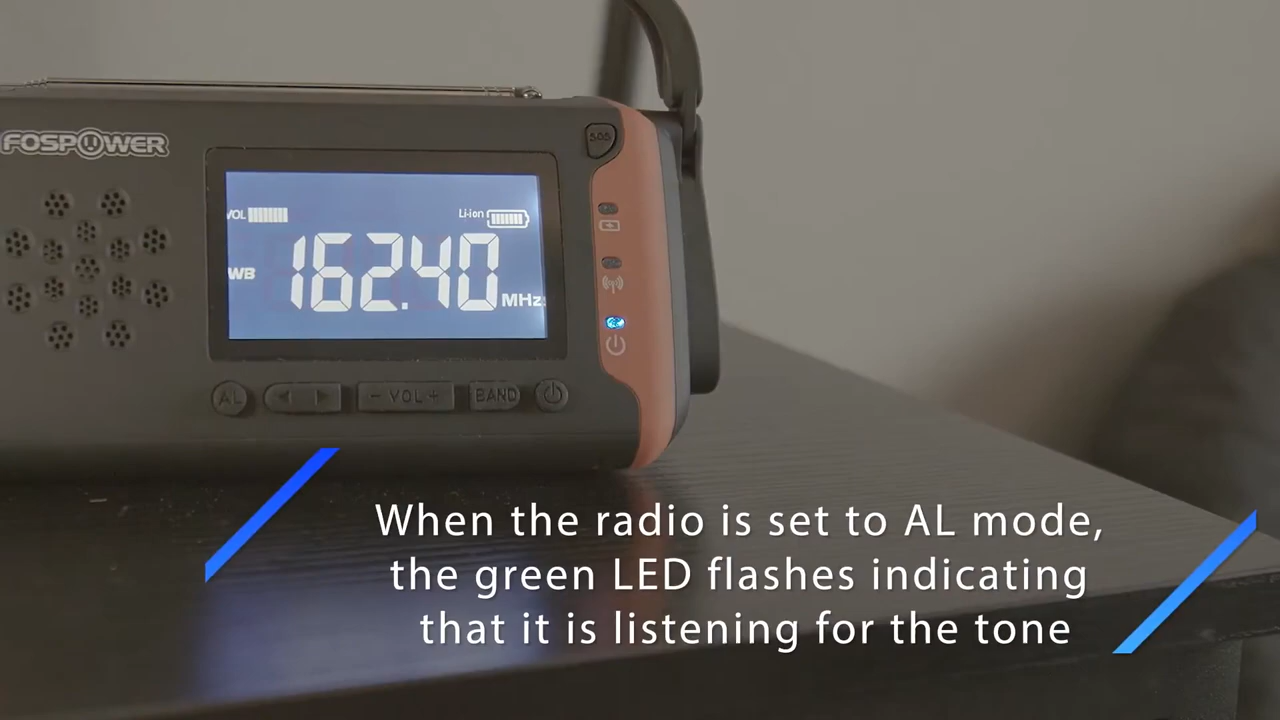 FOSPOWER
SOS
VOL
Li-ion
WB 162.40 MHz
AL - VOL + BAND
When the radio is set to AL mode,
the green LED flashes indicating
that it is listening for the tone